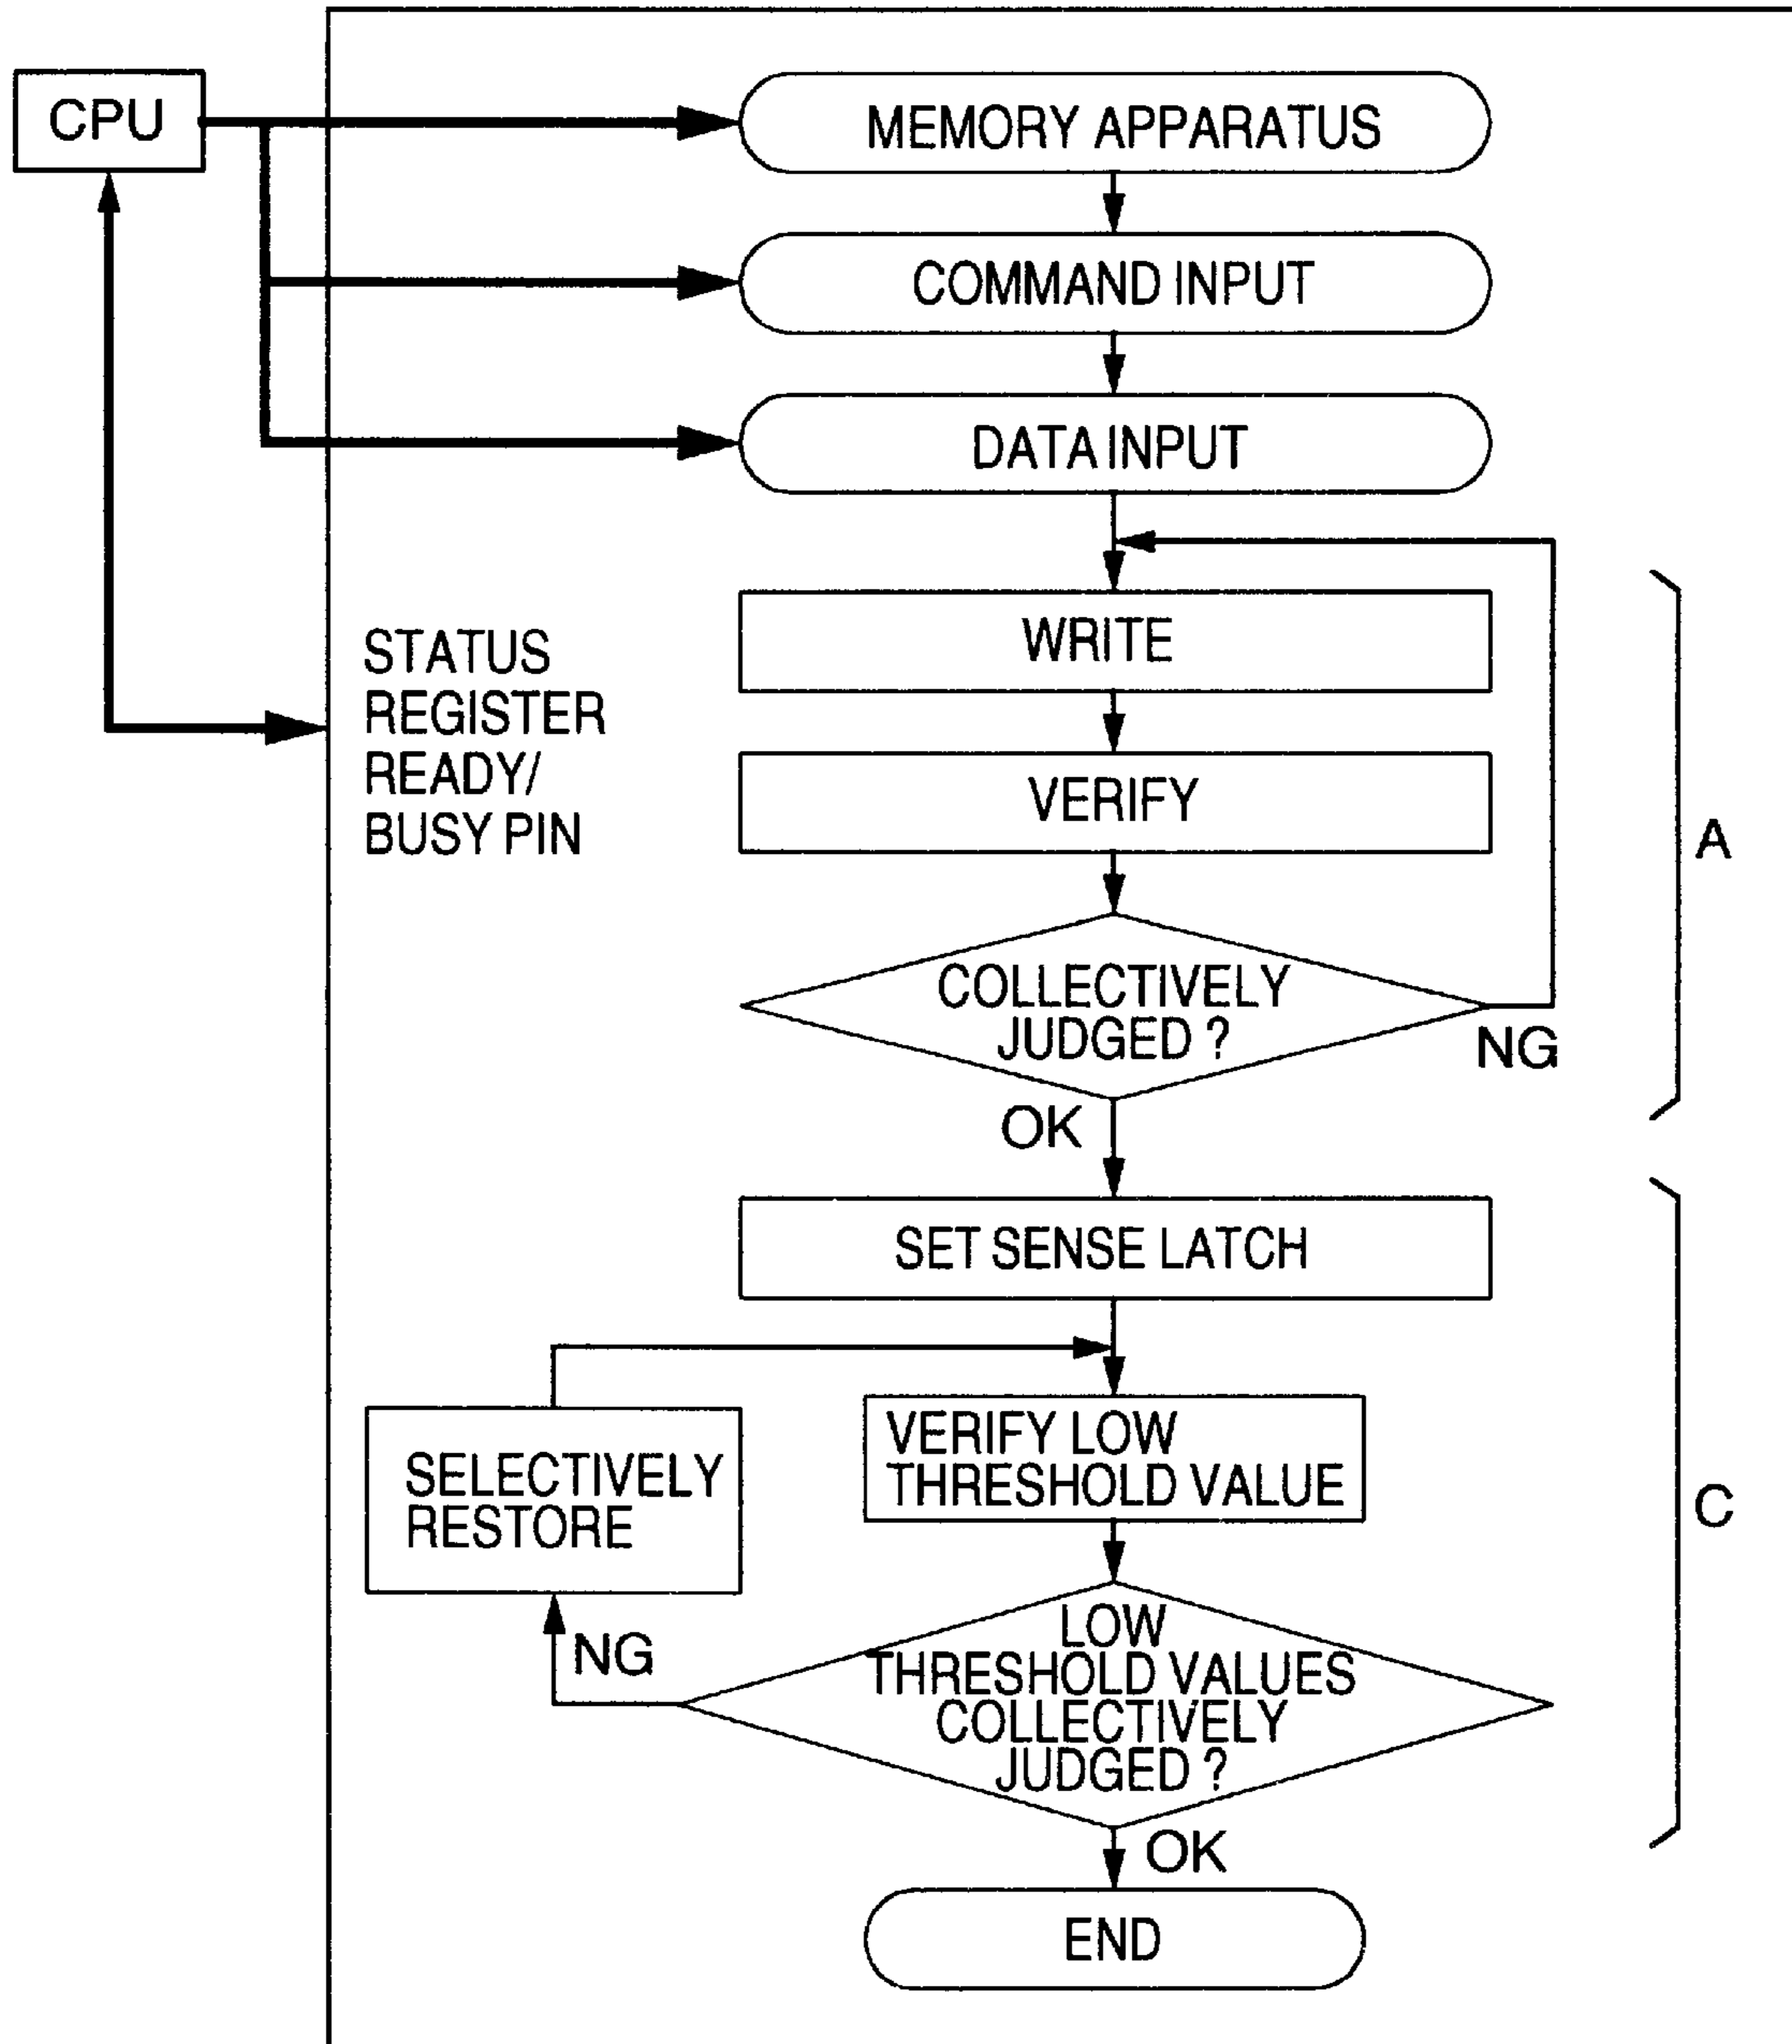 CPU
MEMORY APPARATUS
COMMAND INPUT
DATA INPUT
STATUS
REGISTER
READY/
BUSY PIN
WRITE
VERIFY
A
COLLECTIVELY
JUDGED ?
NG
OK
SET SENSE LATCH
SELECTIVELY
RESTORE
VERIFY LOW
THRESHOLD VALUE
C
NG
LOW
THRESHOLD VALUES
COLLECTIVELY
JUDGED ?
OK
END